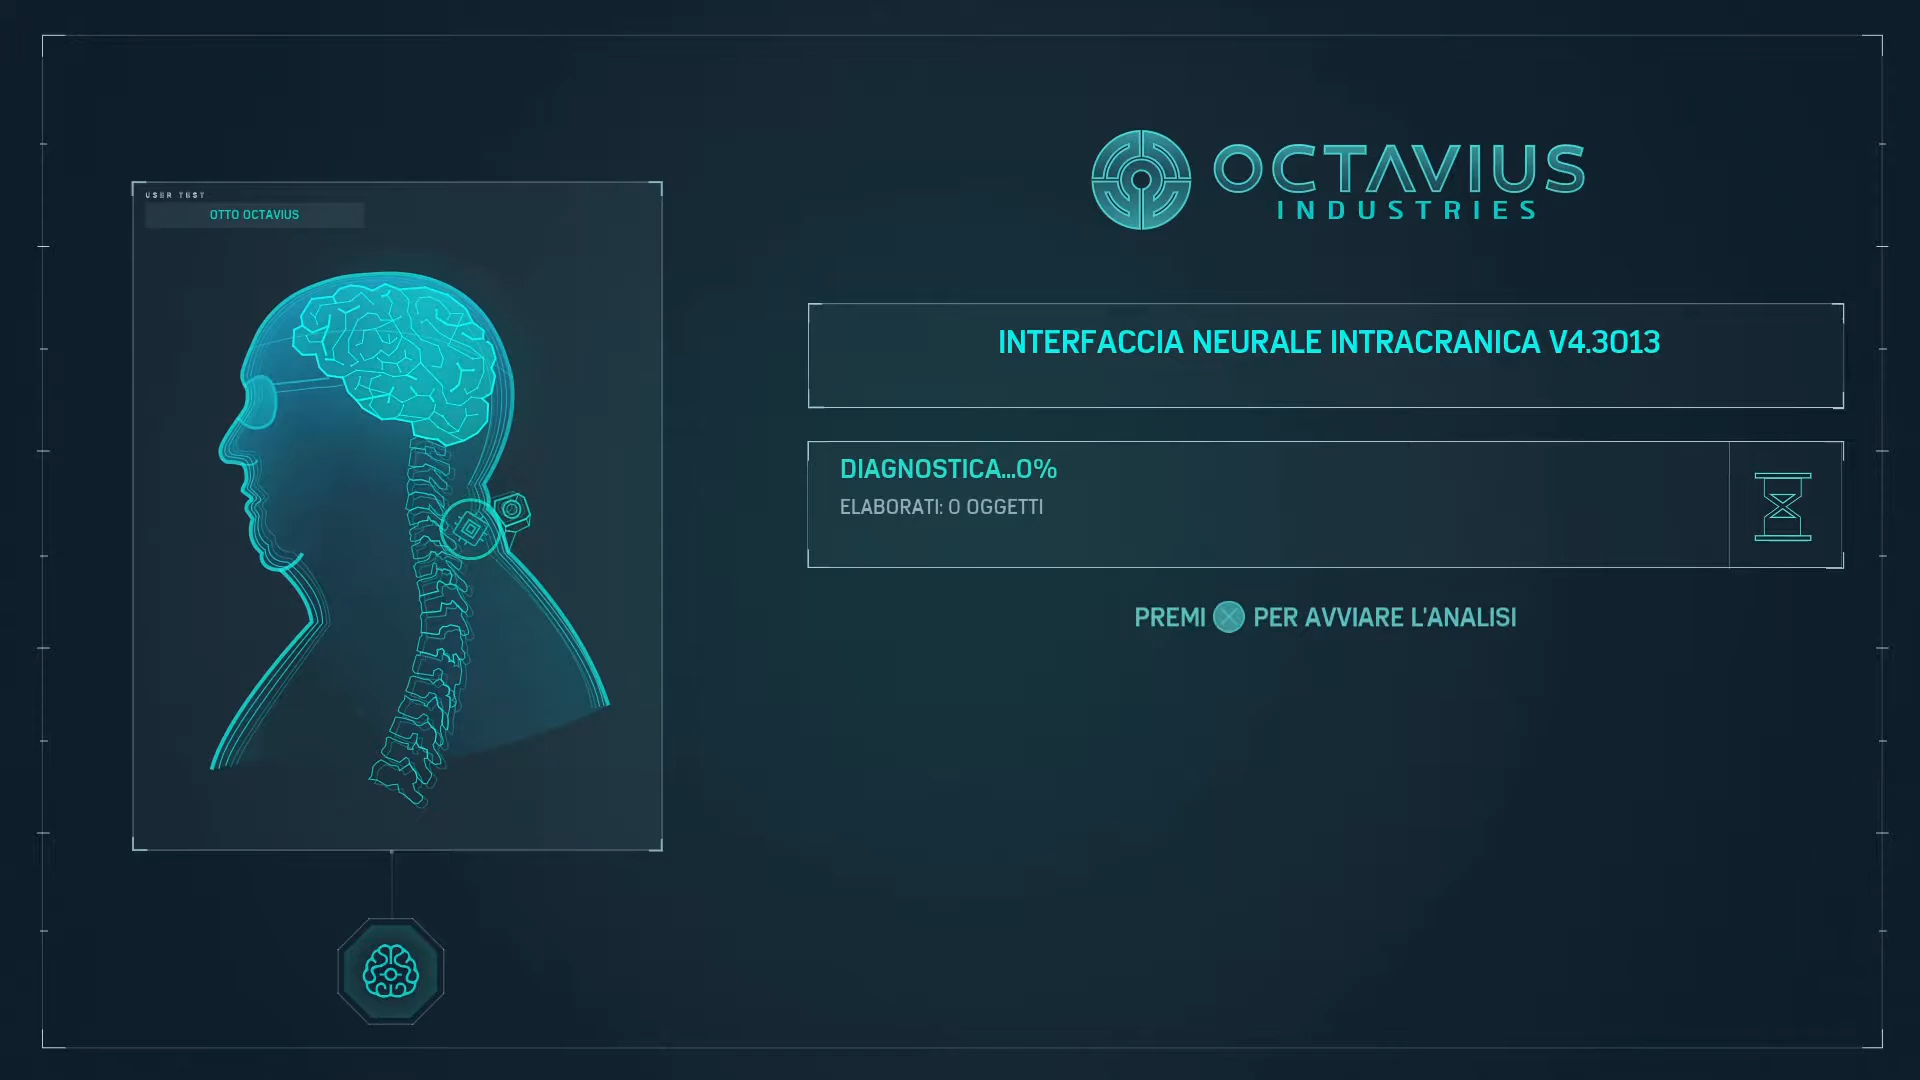 USER TEST
OTTO OCTAVIUS
OCTAVIUS
INDUSTRIES
INTERFACCIA NEURALE INTRACRANICA V4.3013
DIAGNOSTICA...0%
ELABORATI: 0 OGGETTI
PREMI PER AVVIARE L'ANALISI